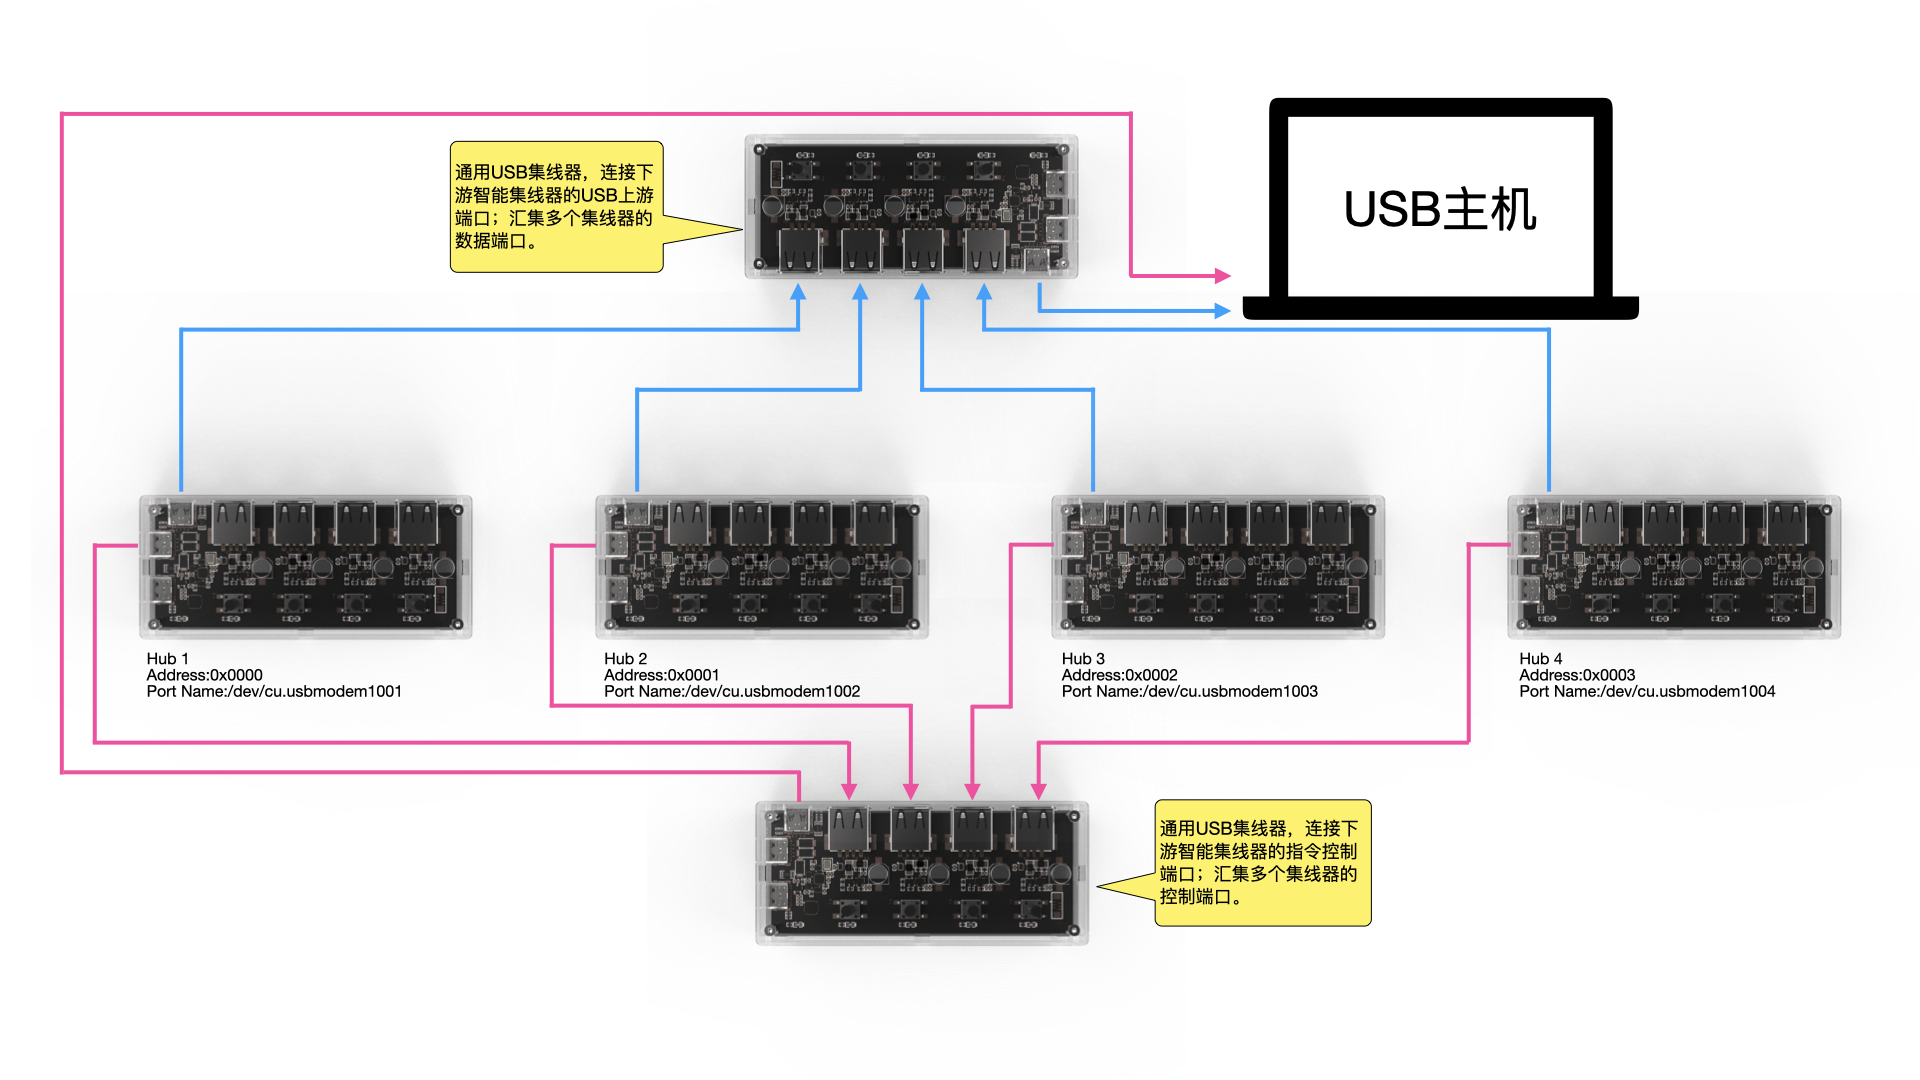 通用USB集线器，连接下
游智能集线器的USB上游
端口；汇集多个集线器的
数据端口。
USB主机
Hub 1
Address:0x0000
Port Name:/dev/cu.usbmodem1001
Hub 2
Address:0x0001
Port Name:/dev/cu.usbmodem1002
Hub 3
Address:0x0002
Port Name:/dev/cu.usbmodem1003
Hub 4
Address:0x0003
Port Name:/dev/cu.usbmodem1004
通用USB集线器，连接下
游智能集线器的指令控制
端口；汇集多个集线器的
控制端口。